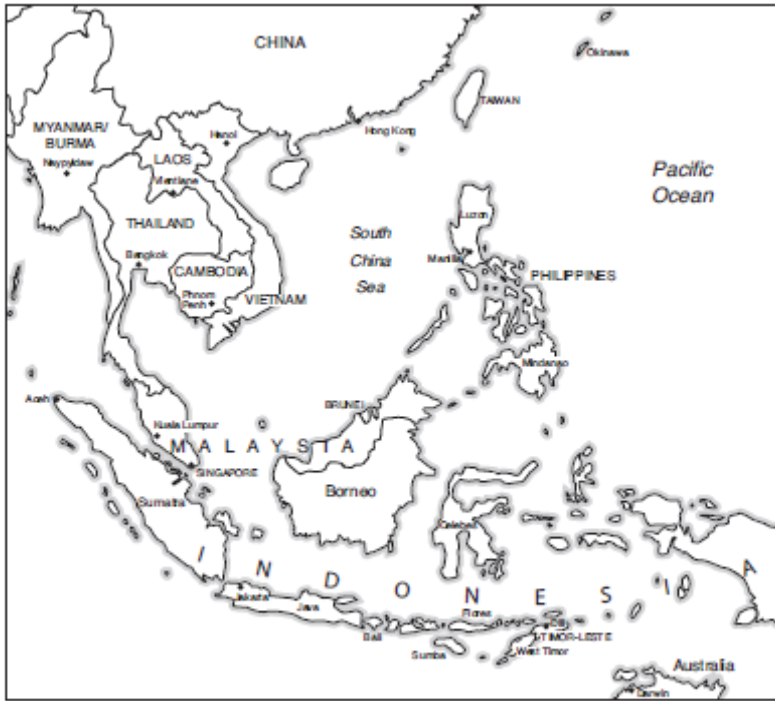 CHINA
Okinawa
TAIWAN
MYANMAR/
BURMA
Hanoi
Hong Kong
LAOS
Naypyidaw
Pacific
Ocean
Vientiane
Luzon
THAILAND
South
China
Sea
Bangkok
Manila
CAMBODIA
PHILIPPINES
Phnom
Penh
VIETNAM
Mindanao
Aceh
BRUNEI
Kuala Lumpur
MALAYSIA
SINGAPORE
Borneo
Sumatra
Celebes
INDONESIA
Jakarta
Java
Flores
Dili
Bali
TIMOR-LESTE
West Timor
Sumba
Australia
Darwin